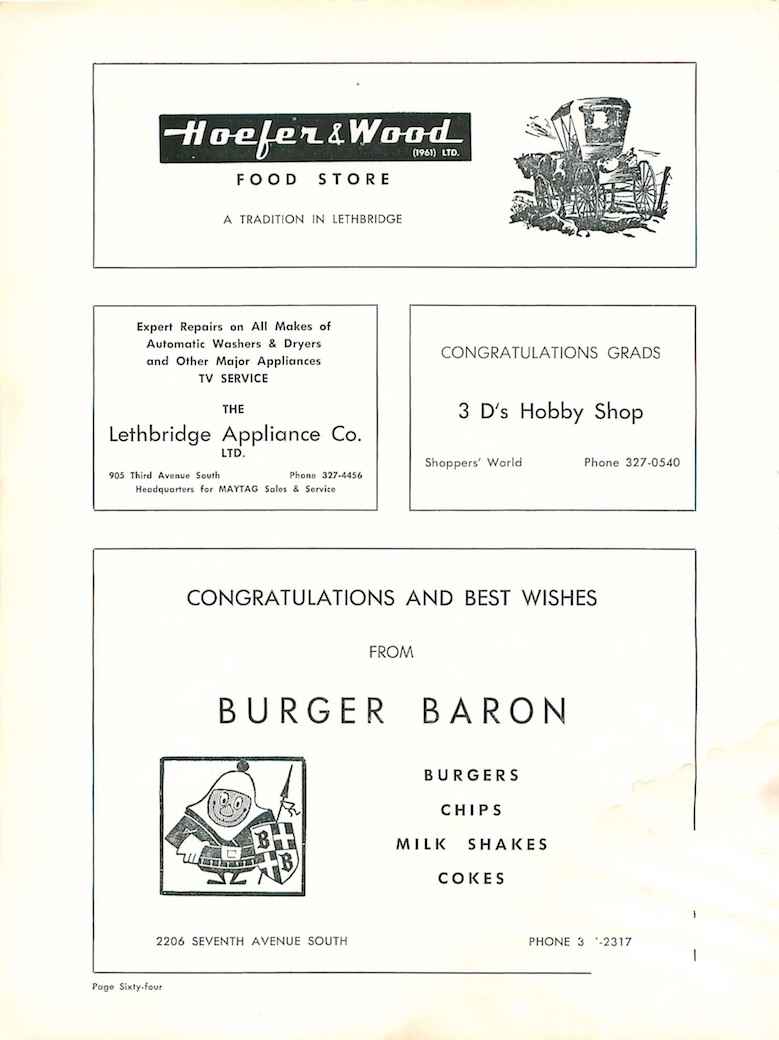 Hoefer & Wood
(1961) LTD.
FOOD STORE
A TRADITION IN LETHBRIDGE
Expert Repairs on All Makes of
Automatic Washers & Dryers
and Other Major Appliances
TV SERVICE
THE
Lethbridge Appliance Co.
LTD.
905 Third Avenue South Phone 327-4456
Headquarters for MAYTAG Sales & Service
CONGRATULATIONS GRADS
3 D's Hobby Shop
Shoppers' World Phone 327-0540
CONGRATULATIONS AND BEST WISHES
FROM
BURGER BARON
B
B
BURGERS
CHIPS
MILK SHAKES
COKES
2206 SEVENTH AVENUE SOUTH PHONE 3 -2317
Page Sixty-four